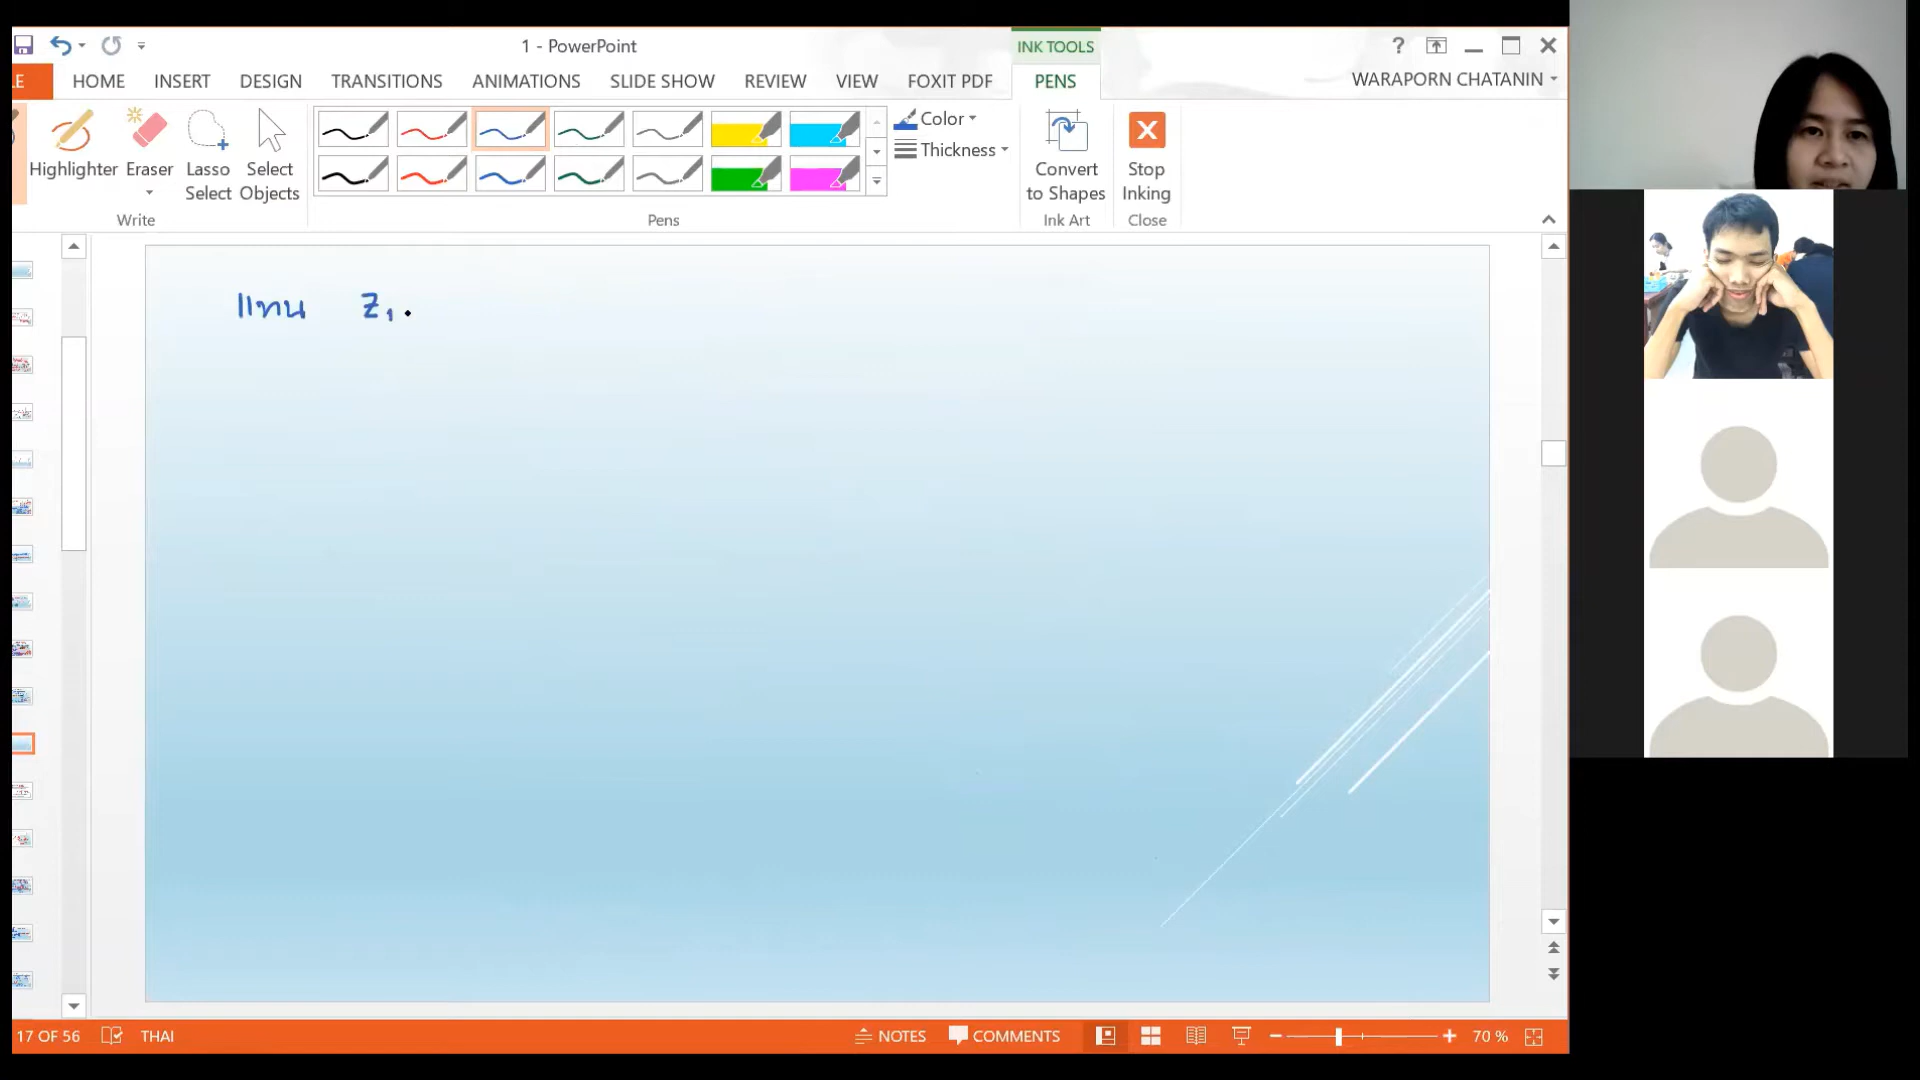 1 - PowerPoint
INK TOOLS
?
HOME INSERT DESIGN TRANSITIONS ANIMATIONS SLIDE SHOW REVIEW VIEW FOXIT PDF PENS
WARAPORN CHATANIN
Highlighter
Eraser
Lasso Select
Select Objects
Color
Thickness
Convert to Shapes
Stop Inking
Write
Pens
Ink Art
Close
แทน Z₁
17 OF 56
THAI
NOTES
COMMENTS
70 %